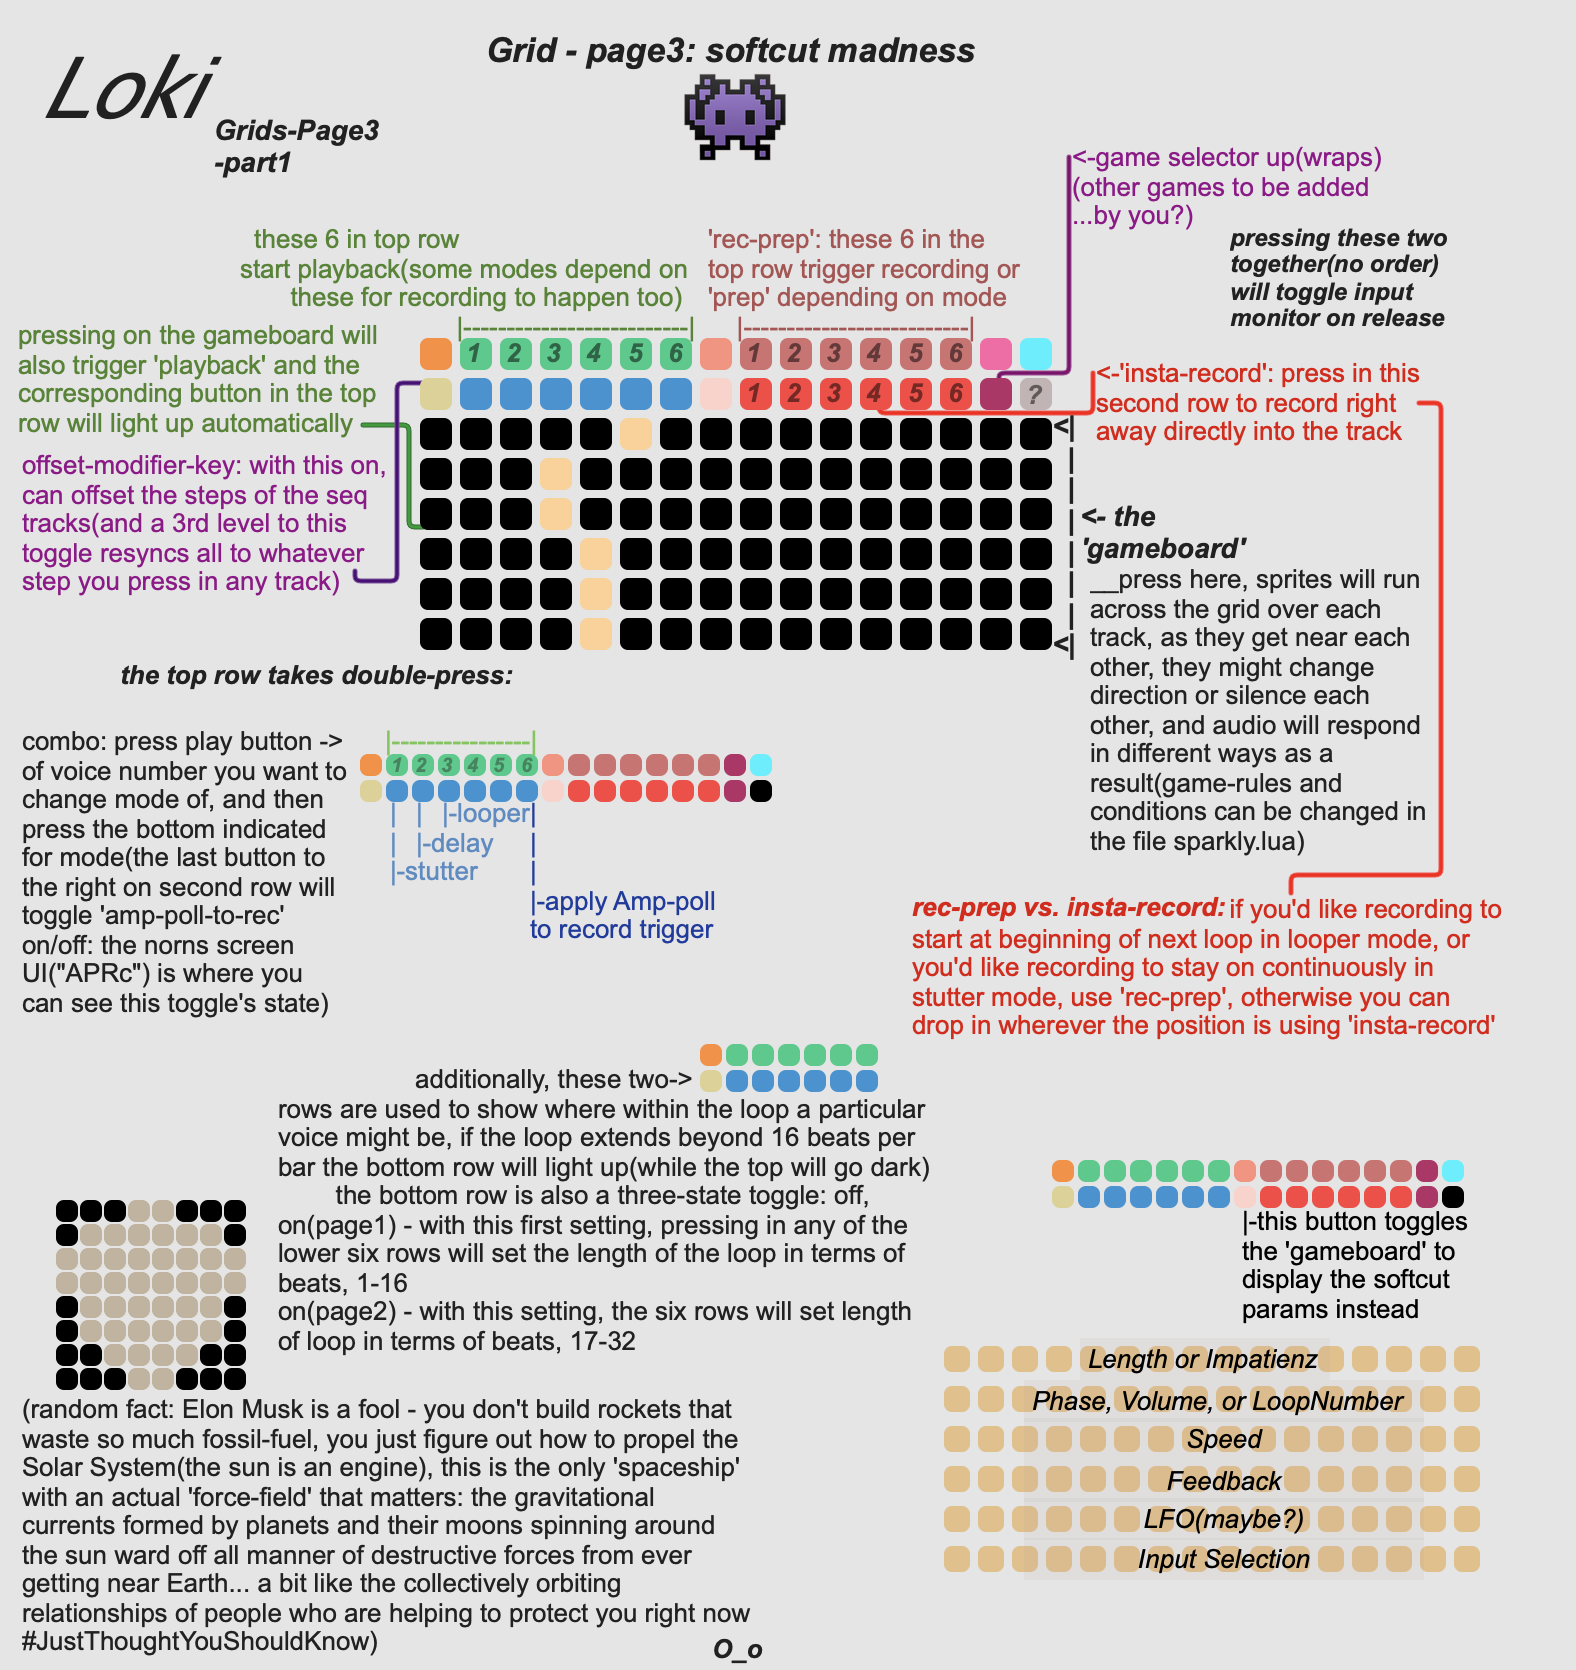 Loki
Grids-Page3
-part1
Grid - page3: softcut madness
<-game selector up(wraps)
(other games to be added
...by you?)
pressing these two
together(no order)
will toggle input
monitor on release
these 6 in top row
start playback(some modes depend on
these for recording to happen too)
'rec-prep': these 6 in the
top row trigger recording or
'prep' depending on mode
|------------------------|
|------------------------|
pressing on the gameboard will
also trigger 'playback' and the
corresponding button in the top
row will light up automatically
offset-modifier-key: with this on,
can offset the steps of the seq
tracks(and a 3rd level to this
toggle resyncs all to whatever
step you press in any track)
1 2 3 4 5 6 1 2 3 4 5 6
1 2 3 4 5 6 ?
<-'insta-record': press in this
second row to record right
away directly into the track
<|
<- the
'gameboard'
<|
__press here, sprites will run
across the grid over each
track, as they get near each
other, they might change
direction or silence each
other, and audio will respond
in different ways as a
result(game-rules and
conditions can be changed in
the file sparkly.lua)
the top row takes double-press:
combo: press play button ->
of voice number you want to
change mode of, and then
press the bottom indicated
for mode(the last button to
the right on second row will
toggle 'amp-poll-to-rec'
on/off: the norns screen
UI("APRc") is where you
can see this toggle's state)
|--------------|
1 2 3 4 5 6
|-looper
|-delay
|-stutter
|-apply Amp-poll
to record trigger
rec-prep vs. insta-record: if you'd like recording to
start at beginning of next loop in looper mode, or
you'd like recording to stay on continuously in
stutter mode, use 'rec-prep', otherwise you can
drop in wherever the position is using 'insta-record'
additionally, these two->
rows are used to show where within the loop a particular
voice might be, if the loop extends beyond 16 beats per
bar the bottom row will light up(while the top will go dark)
the bottom row is also a three-state toggle: off,
on(page1) - with this first setting, pressing in any of the
lower six rows will set the length of the loop in terms of
beats, 1-16
on(page2) - with this setting, the six rows will set length
of loop in terms of beats, 17-32
|-this button toggles
the 'gameboard' to
display the softcut
params instead
Length or Impatienz
Phase, Volume, or LoopNumber
Speed
Feedback
LFO(maybe?)
Input Selection
(random fact: Elon Musk is a fool - you don't build rockets that
waste so much fossil-fuel, you just figure out how to propel the
Solar System(the sun is an engine), this is the only 'spaceship'
with an actual 'force-field' that matters: the gravitational
currents formed by planets and their moons spinning around
the sun ward off all manner of destructive forces from ever
getting near Earth... a bit like the collectively orbiting
relationships of people who are helping to protect you right now
#JustThoughtYouShouldKnow)
O_o